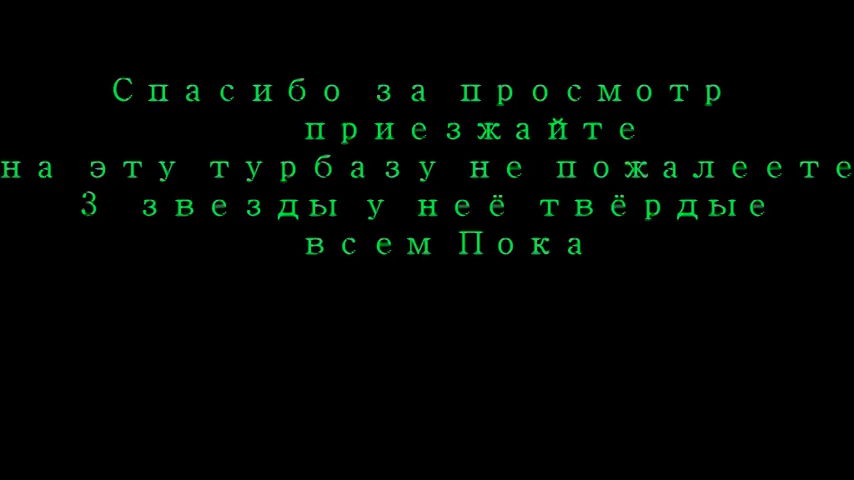 Спасибо за просмотр
приезжайте
на эту турбазу не пожалеете
3 звезды у неё твёрдые
всем Пока